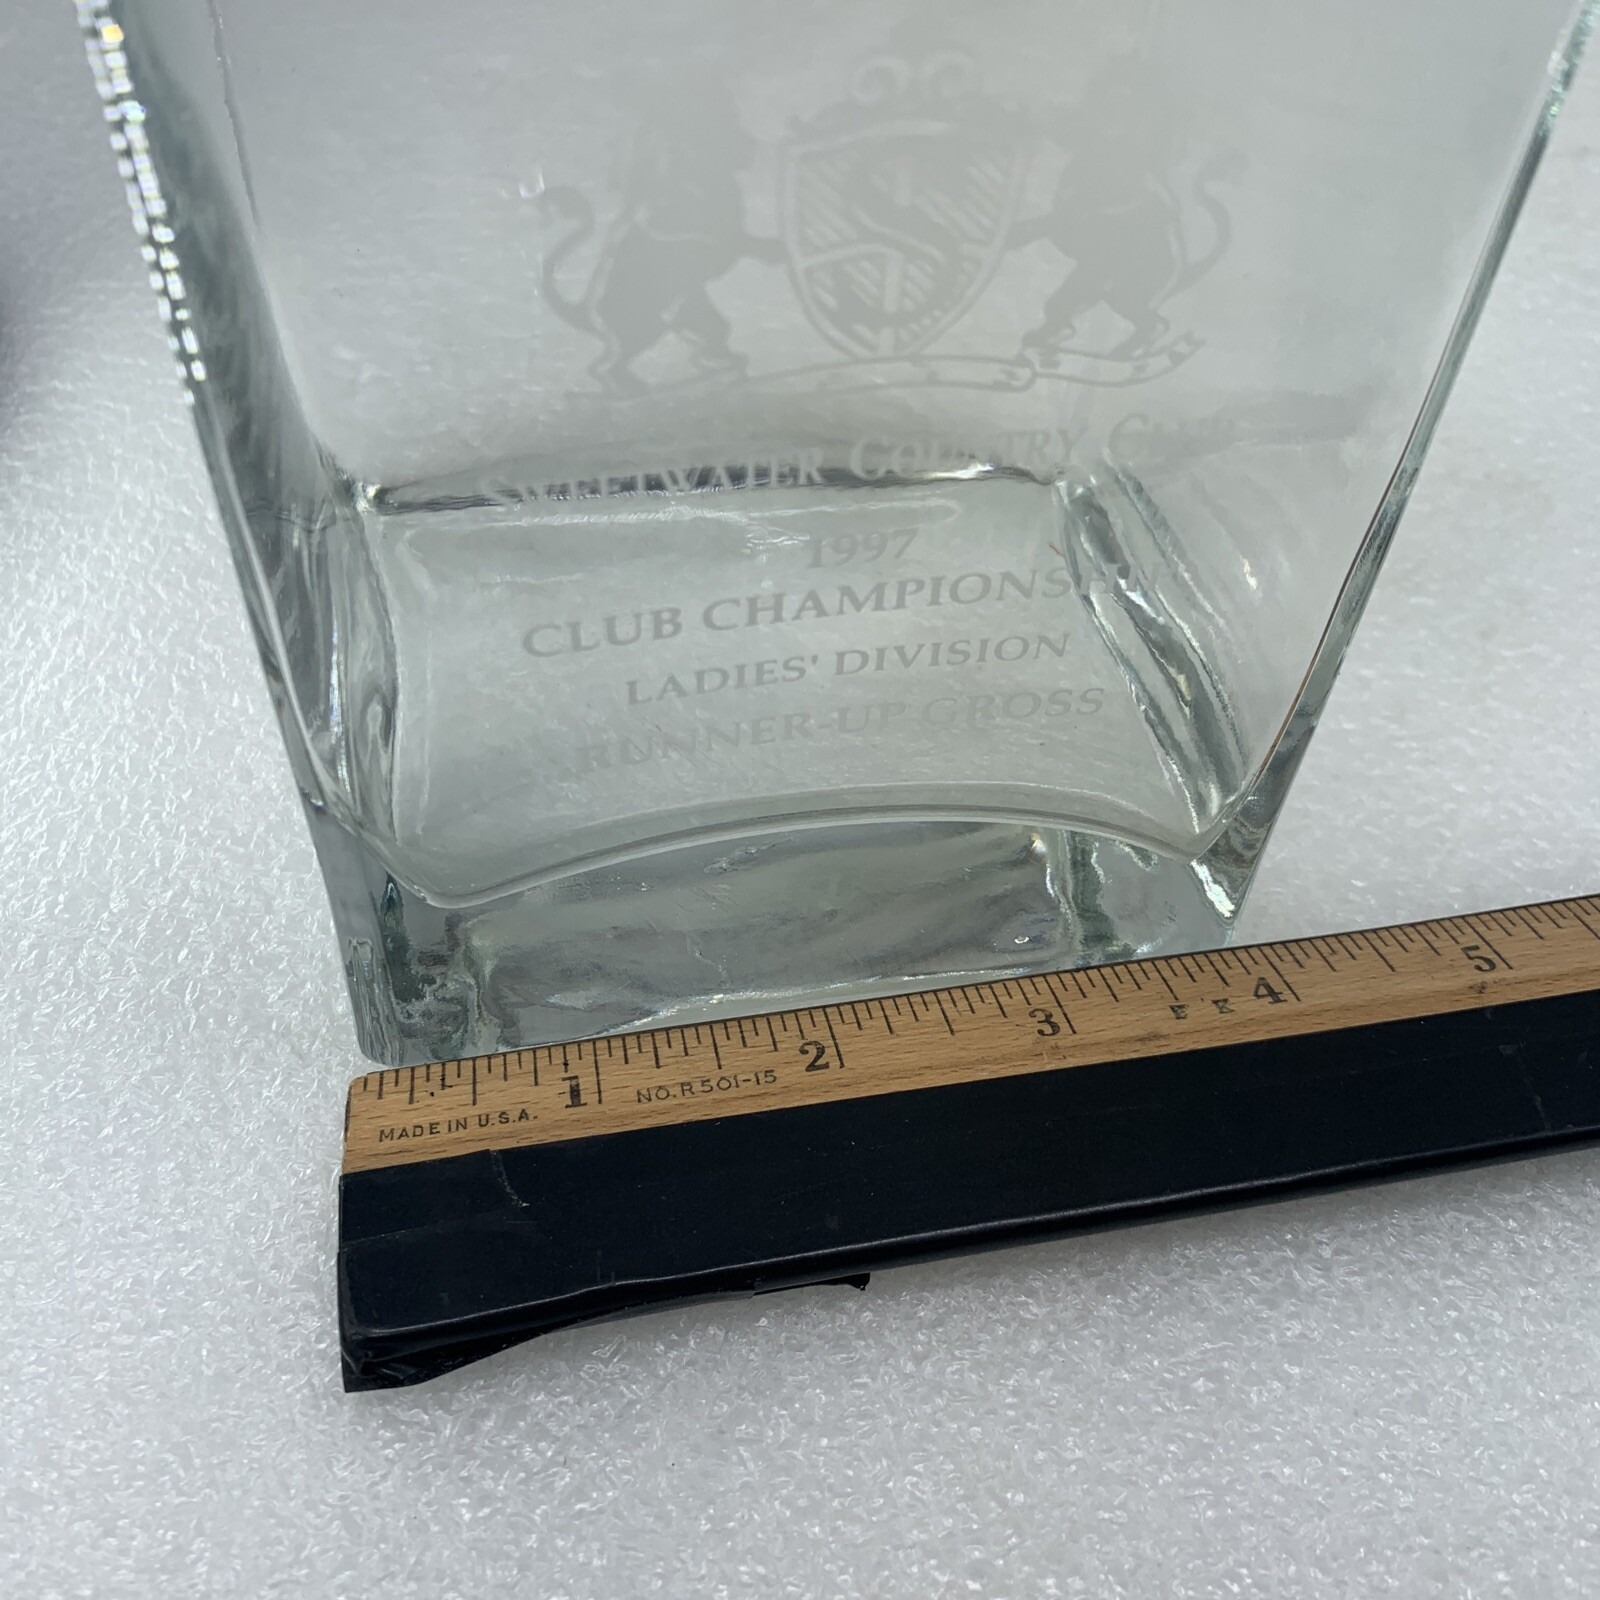 SWEETWATER COUNTRY CLUB
1997
CLUB CHAMPIONSHIP
LADIES' DIVISION
RUNNER-UP GROSS
1 2 3 4 5
MADE IN U.S.A. NO. R501-15